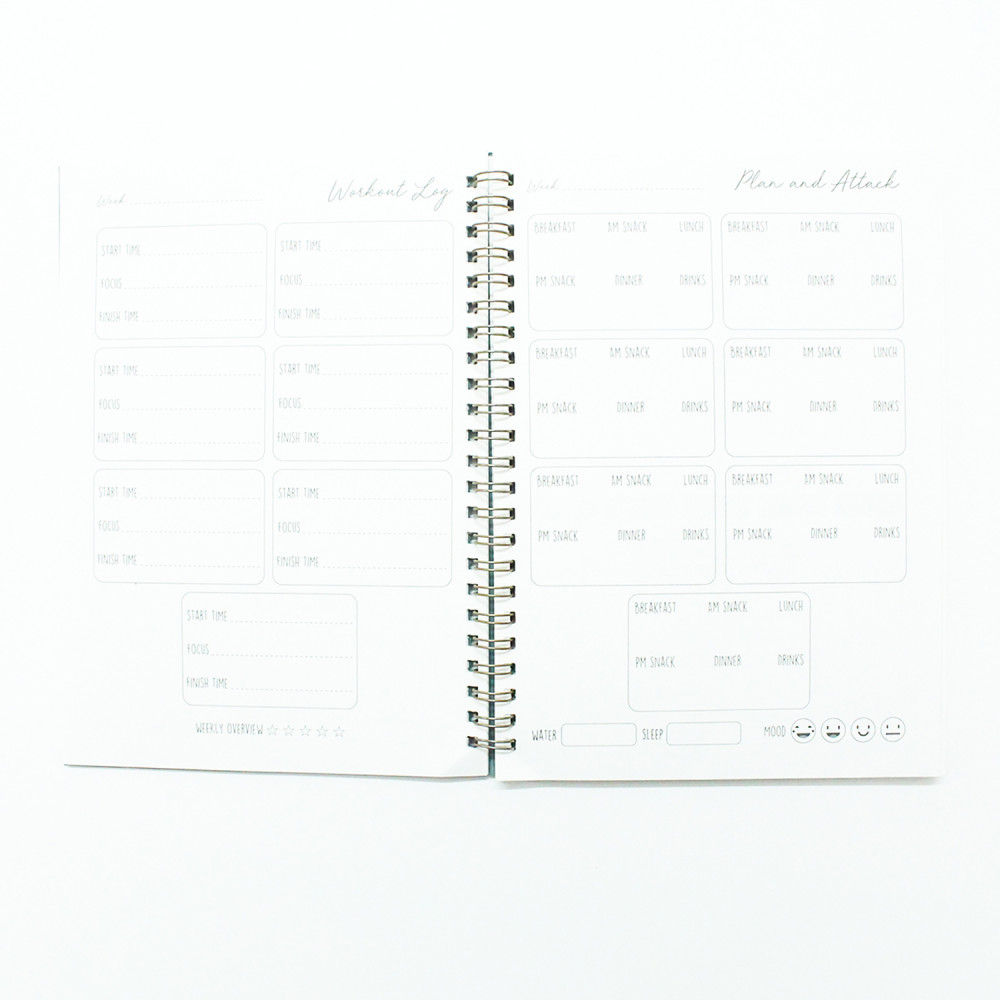 Week
Workout Log
START TIME
FOCUS
FINISH TIME
START TIME
FOCUS
FINISH TIME
START TIME
FOCUS
FINISH TIME
START TIME
FOCUS
FINISH TIME
START TIME
FOCUS
FINISH TIME
START TIME
FOCUS
FINISH TIME
START TIME
FOCUS
FINISH TIME
WEEKLY OVERVIEW
Week
Plan and Attack
BREAKFAST AM SNACK LUNCH
PM SNACK DINNER DRINKS
BREAKFAST AM SNACK LUNCH
PM SNACK DINNER DRINKS
BREAKFAST AM SNACK LUNCH
PM SNACK DINNER DRINKS
BREAKFAST AM SNACK LUNCH
PM SNACK DINNER DRINKS
BREAKFAST AM SNACK LUNCH
PM SNACK DINNER DRINKS
BREAKFAST AM SNACK LUNCH
PM SNACK DINNER DRINKS
BREAKFAST AM SNACK LUNCH
PM SNACK DINNER DRINKS
WATER SLEEP MOOD